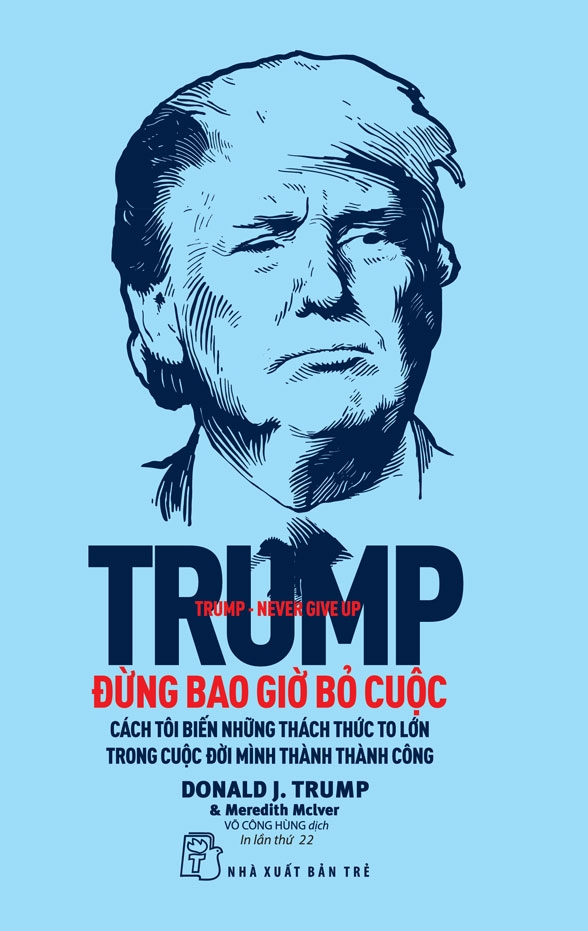 TRUMP
TRUMP - NEVER GIVE UP
ĐỪNG BAO GIỜ BỎ CUỘC
CÁCH TÔI BIẾN NHỮNG THÁCH THỨC TO LỚN
TRONG CUỘC ĐỜI MÌNH THÀNH THÀNH CÔNG
DONALD J. TRUMP
& Meredith McIver
VÕ CÔNG HÙNG dịch
In lần thứ 22
NHÀ XUẤT BẢN TRẺ